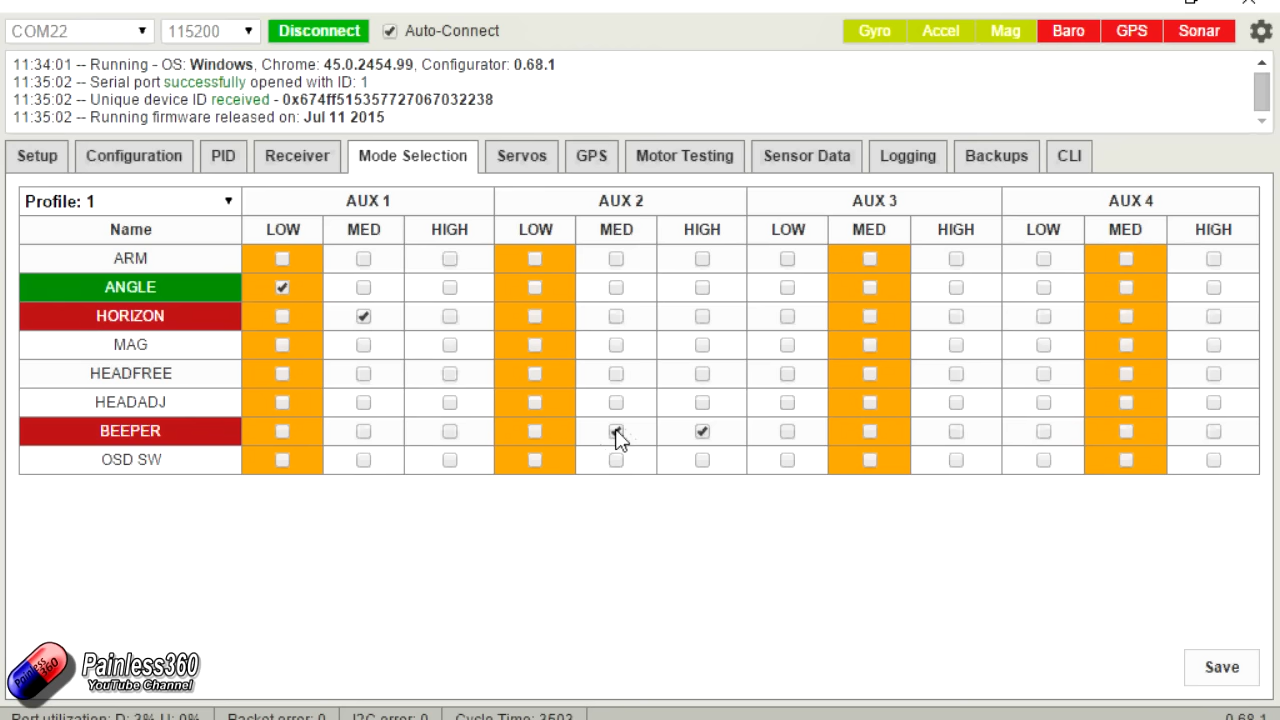 COM22 115200 Disconnect Auto-Connect Gyro Accel Mag Baro GPS Sonar
11:34:01 -- Running - OS: Windows, Chrome: 45.0.2454.99, Configurator: 0.68.1
11:35:02 -- Serial port successfully opened with ID: 1
11:35:02 -- Unique device ID received - 0x674ff515357727067032238
11:35:02 -- Running firmware released on: Jul 11 2015
Setup Configuration PID Receiver Mode Selection Servos GPS Motor Testing Sensor Data Logging Backups CLI
Profile: 1 AUX 1 AUX 2 AUX 3 AUX 4
Name LOW MED HIGH LOW MED HIGH LOW MED HIGH LOW MED HIGH
ARM
ANGLE
HORIZON
MAG
HEADFREE
HEADADJ
BEEPER
OSD SW
Save
Painless360
Painless360
YouTube Channel
Port utilization: D: 3% U: 0% Packet error: 0 I2C error: 0 Cycle Time: 3503 0.68.1